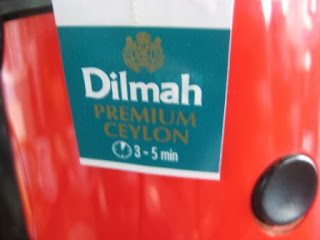 Dilmah
PREMIUM
CEYLON
3 - 5 min